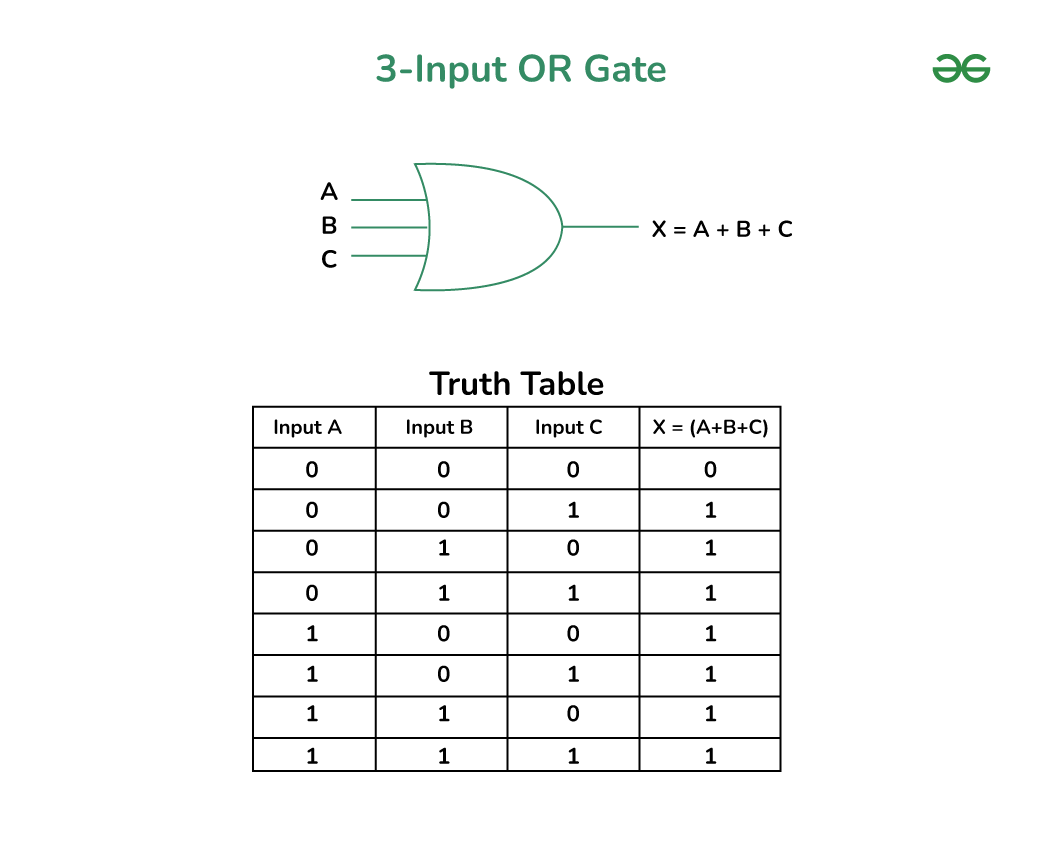 3-Input OR Gate
A
B
C
X = A + B + C
Truth Table
Input A Input B Input C X = (A+B+C)
0 0 0 0
0 0 1 1
0 1 0 1
0 1 1 1
1 0 0 1
1 0 1 1
1 1 0 1
1 1 1 1